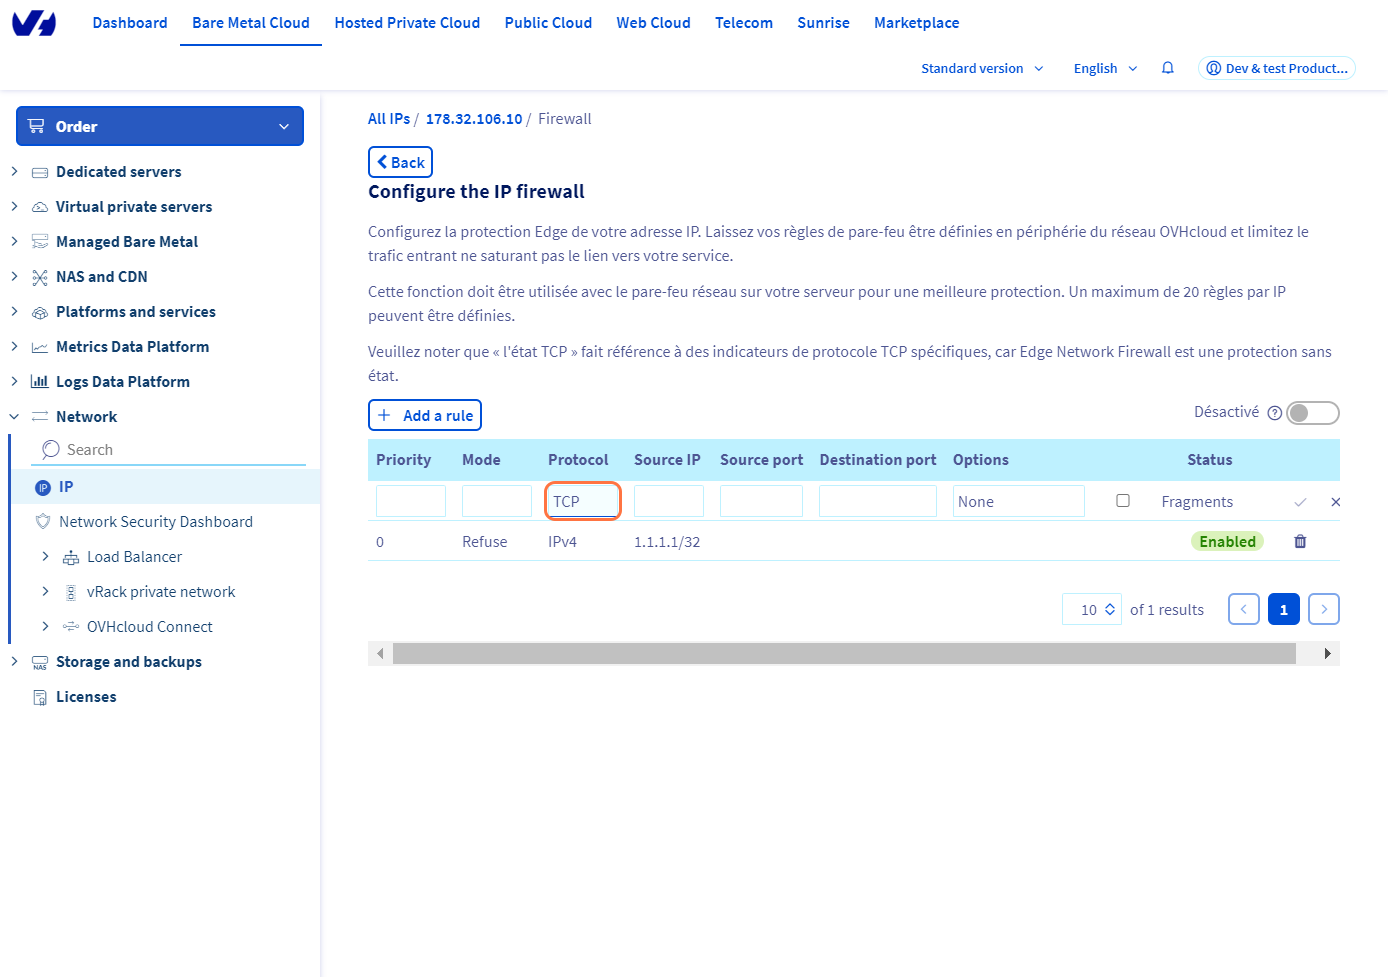 Dashboard Bare Metal Cloud Hosted Private Cloud Public Cloud Web Cloud Telecom Sunrise Marketplace
Standard version English Dev & test Product...
Order
Dedicated servers
Virtual private servers
Managed Bare Metal
NAS and CDN
Platforms and services
Metrics Data Platform
Logs Data Platform
Network
Search
IP IP
Network Security Dashboard
Load Balancer
vRack private network
OVHcloud Connect
NAS Storage and backups
Licenses
All IPs / 178.32.106.10 / Firewall
Back
Configure the IP firewall
Configurez la protection Edge de votre adresse IP. Laissez vos règles de pare-feu être définies en périphérie du réseau OVHcloud et limitez le
trafic entrant ne saturant pas le lien vers votre service.
Cette fonction doit être utilisée avec le pare-feu réseau sur votre serveur pour une meilleure protection. Un maximum de 20 règles par IP
peuvent être définies.
Veuillez noter que « l'état TCP » fait référence à des indicateurs de protocole TCP spécifiques, car Edge Network Firewall est une protection sans
état.
+ Add a rule
Désactivé ?
Priority Mode Protocol Source IP Source port Destination port Options Status
TCP None Fragments
0 Refuse IPv4 1.1.1.1/32 Enabled
10 of 1 results < 1 >